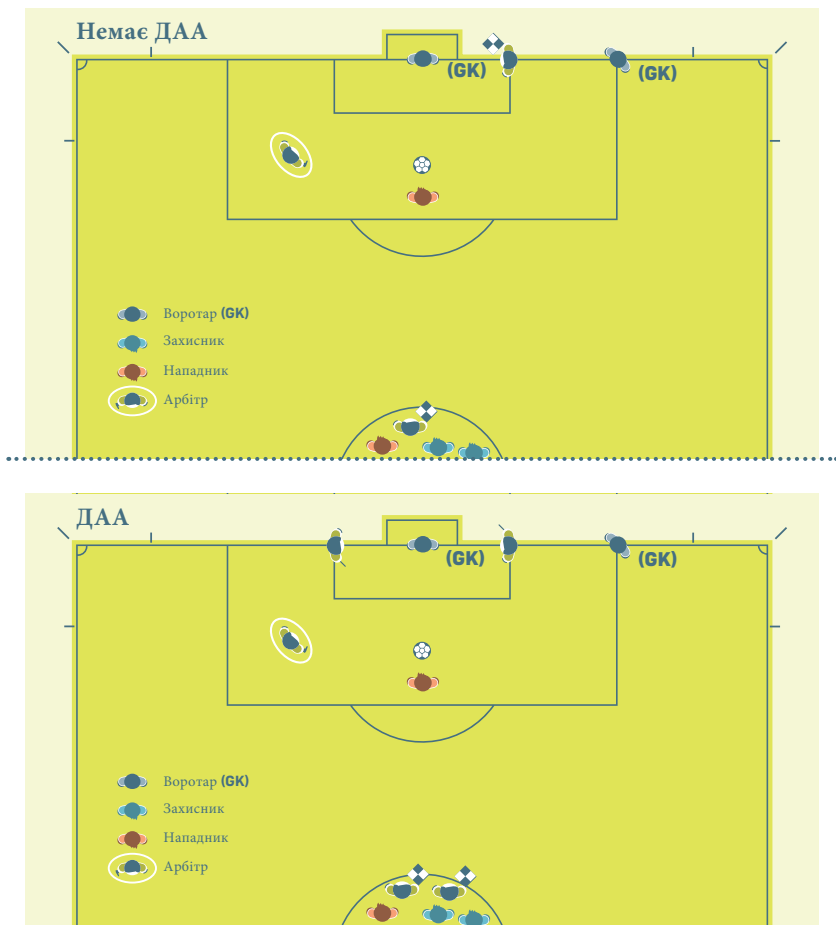 Немає ДАА
(GK)
(GK)
Воротар (GK)
Захисник
Нападник
Арбітр
ДАА
(GK)
(GK)
Воротар (GK)
Захисник
Нападник
Арбітр